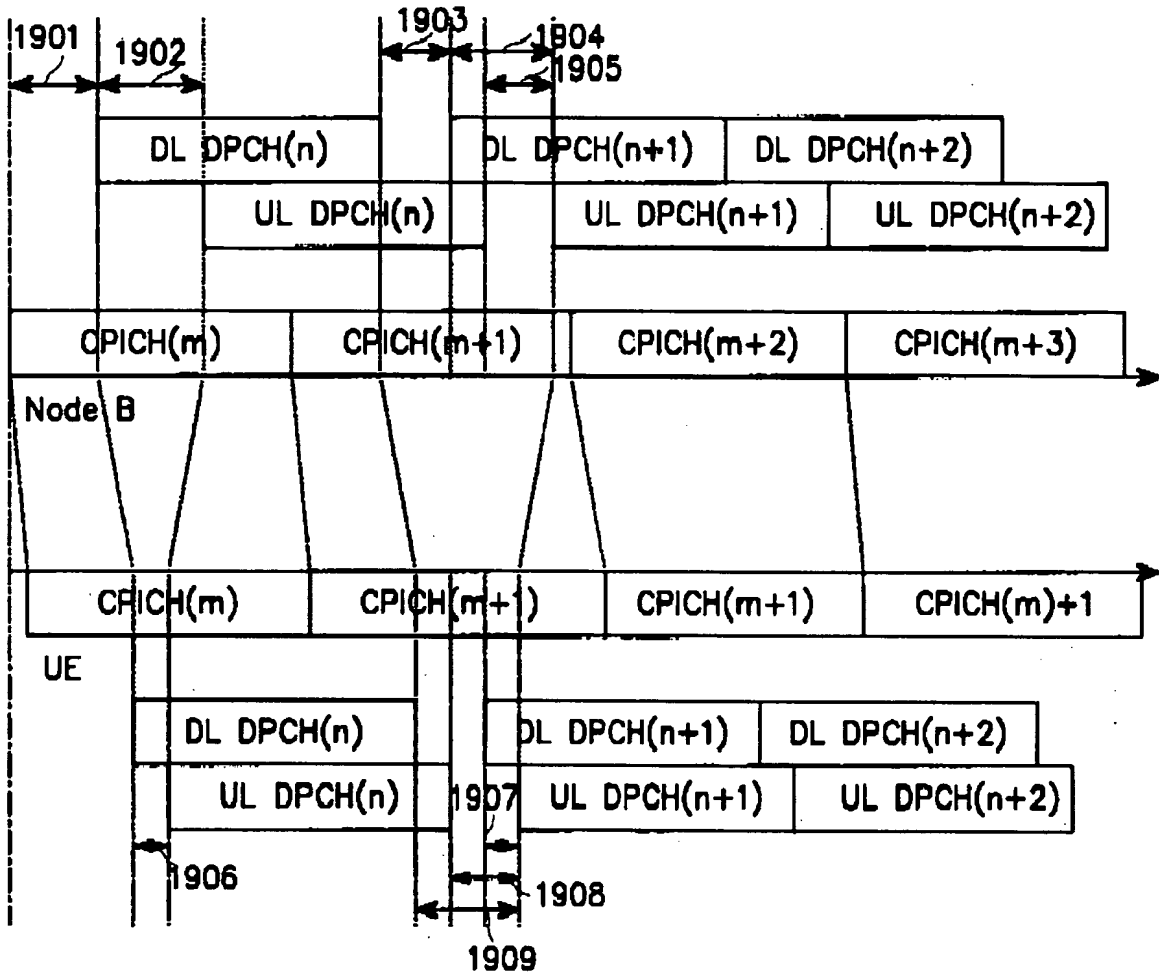 1901
1902
1903
1904
1905
DL DPCH(n)
DL DPCH(n+1)
DL DPCH(n+2)
UL DPCH(n)
UL DPCH(n+1)
UL DPCH(n+2)
CPICH(m)
CPICH(m+1)
CPICH(m+2)
CPICH(m+3)
Node B
CPICH(m)
CPICH(m+1)
CPICH(m+1)
CPICH(m)+1
UE
DL DPCH(n)
DL DPCH(n+1)
DL DPCH(n+2)
UL DPCH(n)
1907
UL DPCH(n+1)
UL DPCH(n+2)
1906
1908
1909